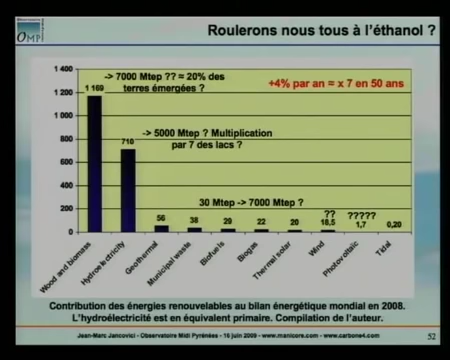 Observatoire
OMP
Roulerons nous tous à l'éthanol ?
1 400
1 200
1 000
800
600
400
200
0
-> 7000 Mtep ?? = 20% des
terres émergées ?
+4% par an = x 7 en 50 ans
1 169
-> 5000 Mtep ? Multiplication
par 7 des lacs ?
710
30 Mtep -> 7000 Mtep ?
56
38
29
22
20
??
18,5
?????
1,7
0,20
Wood and biomass
Hydroelectricity
Geothermal
Municipal waste
Biofuels
Biogas
Thermal solar
Wind
Photovoltaic
Tidal
Contribution des énergies renouvelables au bilan énergétique mondial en 2008.
L'hydroélectricité est en équivalent primaire. Compilation de l'auteur.
Jean-Marc Jancovici - Observatoire Midi Pyrénées - 16 juin 2009 - www.manicore.com - www.carbone4.com
52